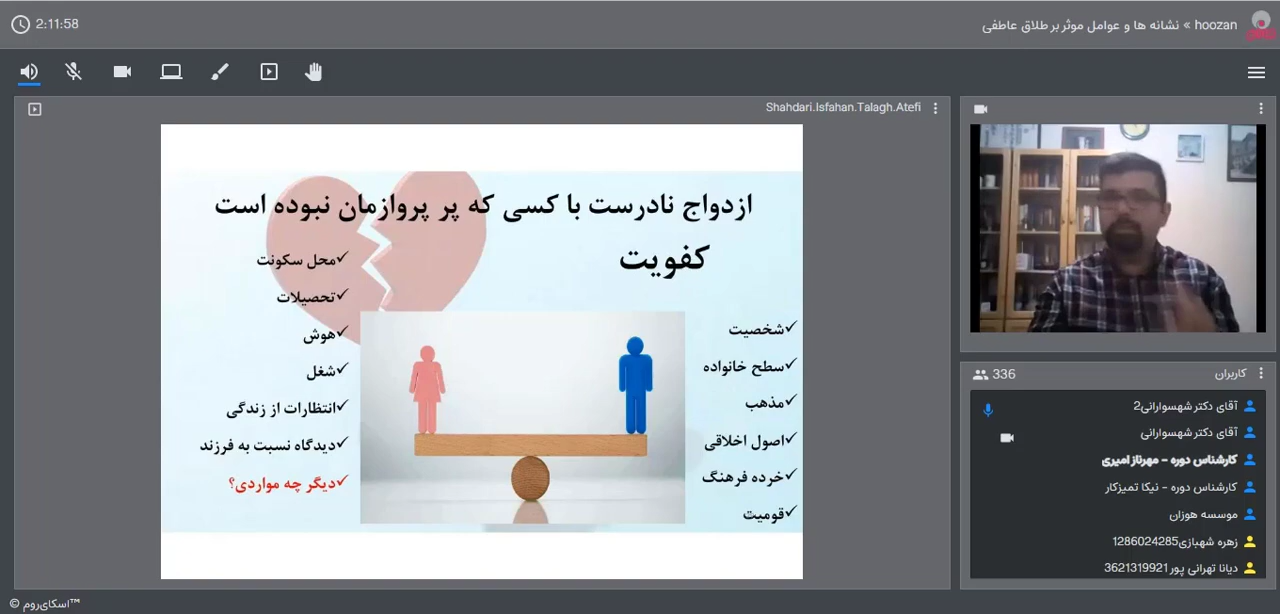 2:11:58
hoozan » نشانه ها و عوامل موثر بر طلاق عاطفی
Shahdari.Isfahan.Talagh.Atefi
ازدواج نادرست با کسی که پر پروازمان نبوده است
کفویت
✓شخصیت
✓سطح خانواده
✓مذهب
✓اصول اخلاقی
✓خرده فرهنگ
✓قومیت
✓محل سکونت
✓تحصیلات
✓هوش
✓شغل
✓انتظارات از زندگی
✓دیدگاه نسبت به فرزند
✓دیگر چه مواردی؟
کاربران
336
آقای دکتر شهسوارانی2
آقای دکتر شهسوارانی
کارشناس دوره - مهرناز امیری
کارشناس دوره - نیکا تمیزکار
موسسه هوزان
زهره شهبازی1286024285
دیانا تهرانی پور3621319921
© اسکای‌روم™